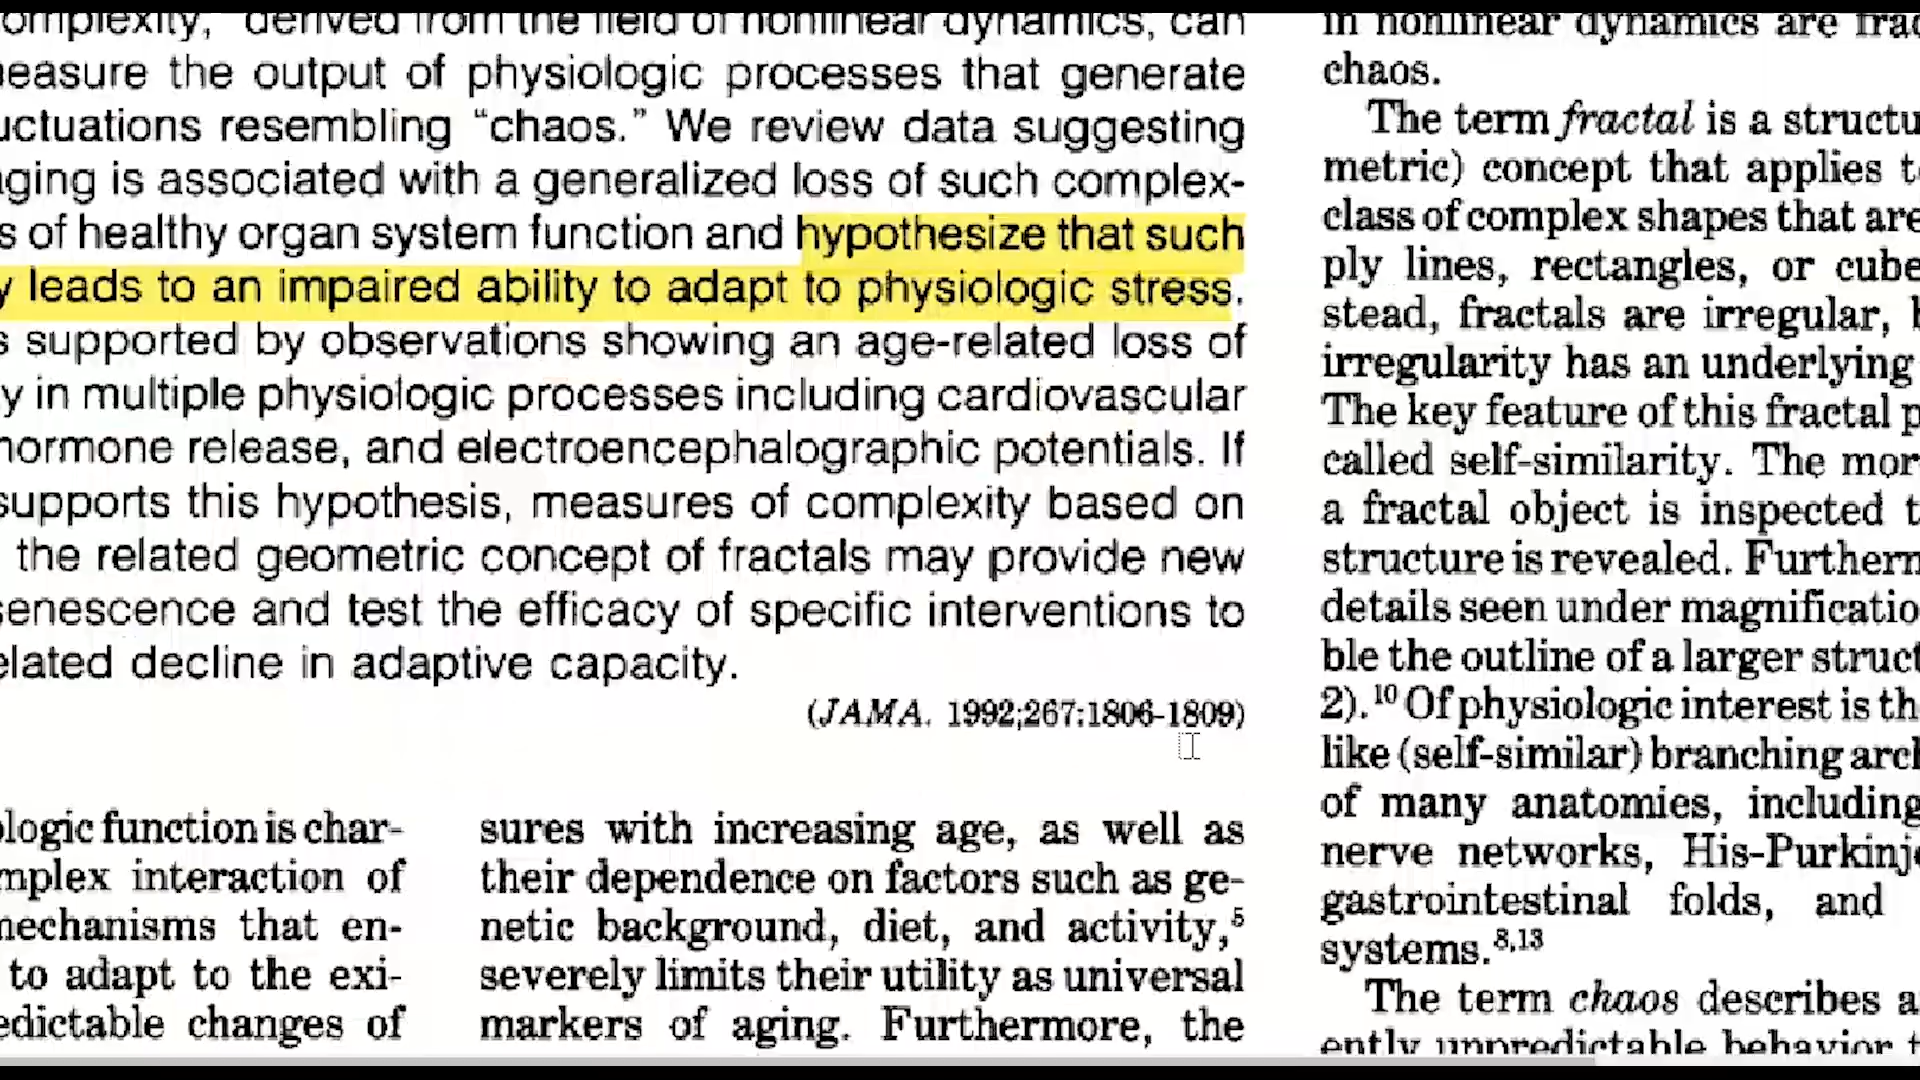 omplexity," derived from the field of nonlinear dynamics, can
easure the output of physiologic processes that generate
uctuations resembling “chaos.” We review data suggesting
aging is associated with a generalized loss of such complex-
s of healthy organ system function and hypothesize that such
y leads to an impaired ability to adapt to physiologic stress.
s supported by observations showing an age-related loss of
y in multiple physiologic processes including cardiovascular
hormone release, and electroencephalographic potentials. If
supports this hypothesis, measures of complexity based on
the related geometric concept of fractals may provide new
senescence and test the efficacy of specific interventions to
elated decline in adaptive capacity.
(JAMA. 1992;267:1806-1809)
ologic function is char-
mplex interaction of
mechanisms that en-
to adapt to the exi-
edictable changes of
sures with increasing age, as well as
their dependence on factors such as ge-
netic background, diet, and activity,5
severely limits their utility as universal
markers of aging. Furthermore, the
in nonlinear dynamics are frac
chaos.
The term fractal is a structu
metric) concept that applies t
class of complex shapes that are
ply lines, rectangles, or cube
stead, fractals are irregular, b
irregularity has an underlying
The key feature of this fractal p
called self-similarity. The mor
a fractal object is inspected t
structure is revealed. Furtherm
details seen under magnificatio
ble the outline of a larger struct
2).10 Of physiologic interest is th
like (self-similar) branching arc
of many anatomies, including
nerve networks, His-Purkinje
gastrointestinal folds, and
systems.8,13
The term chaos describes a
ently unpredictable behavior t